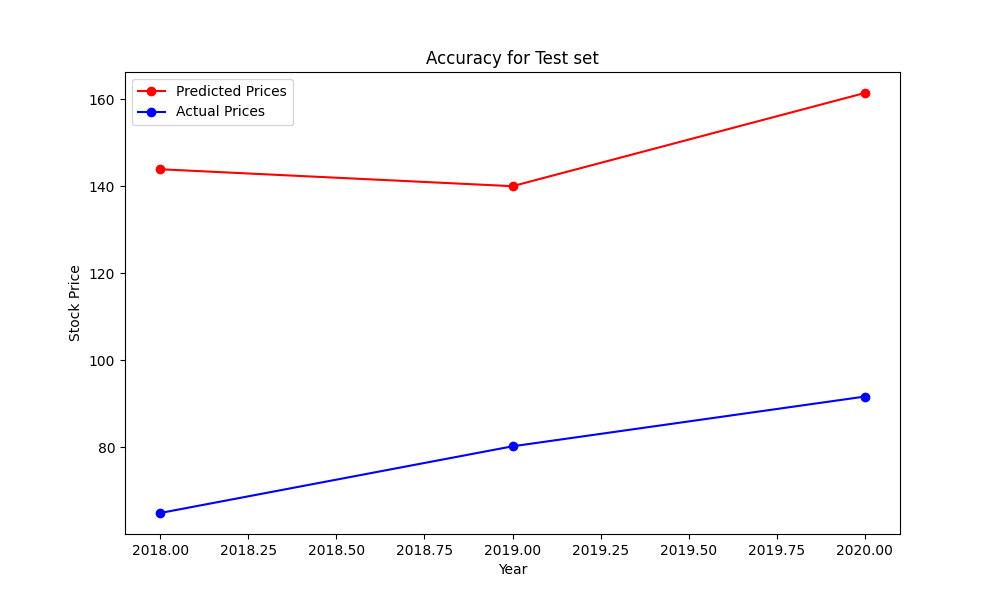 Accuracy for Test set
Predicted Prices
Actual Prices
160
140
120
100
80
Stock Price
2018.00 2018.25 2018.50 2018.75 2019.00 2019.25 2019.50 2019.75 2020.00
Year